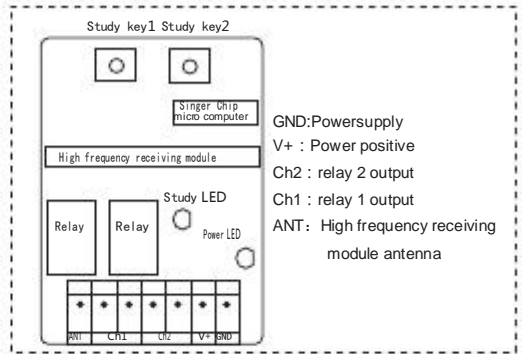 Study key1 Study key2
Singer Chip
micro computer
High frequency receiving module
Study LED
Relay
Relay
Power LED
ANT Ch1 Ch2 V+ GND
GND:Powersupply
V+ : Power positive
Ch2 : relay 2 output
Ch1 : relay 1 output
ANT: High frequency receiving
module antenna